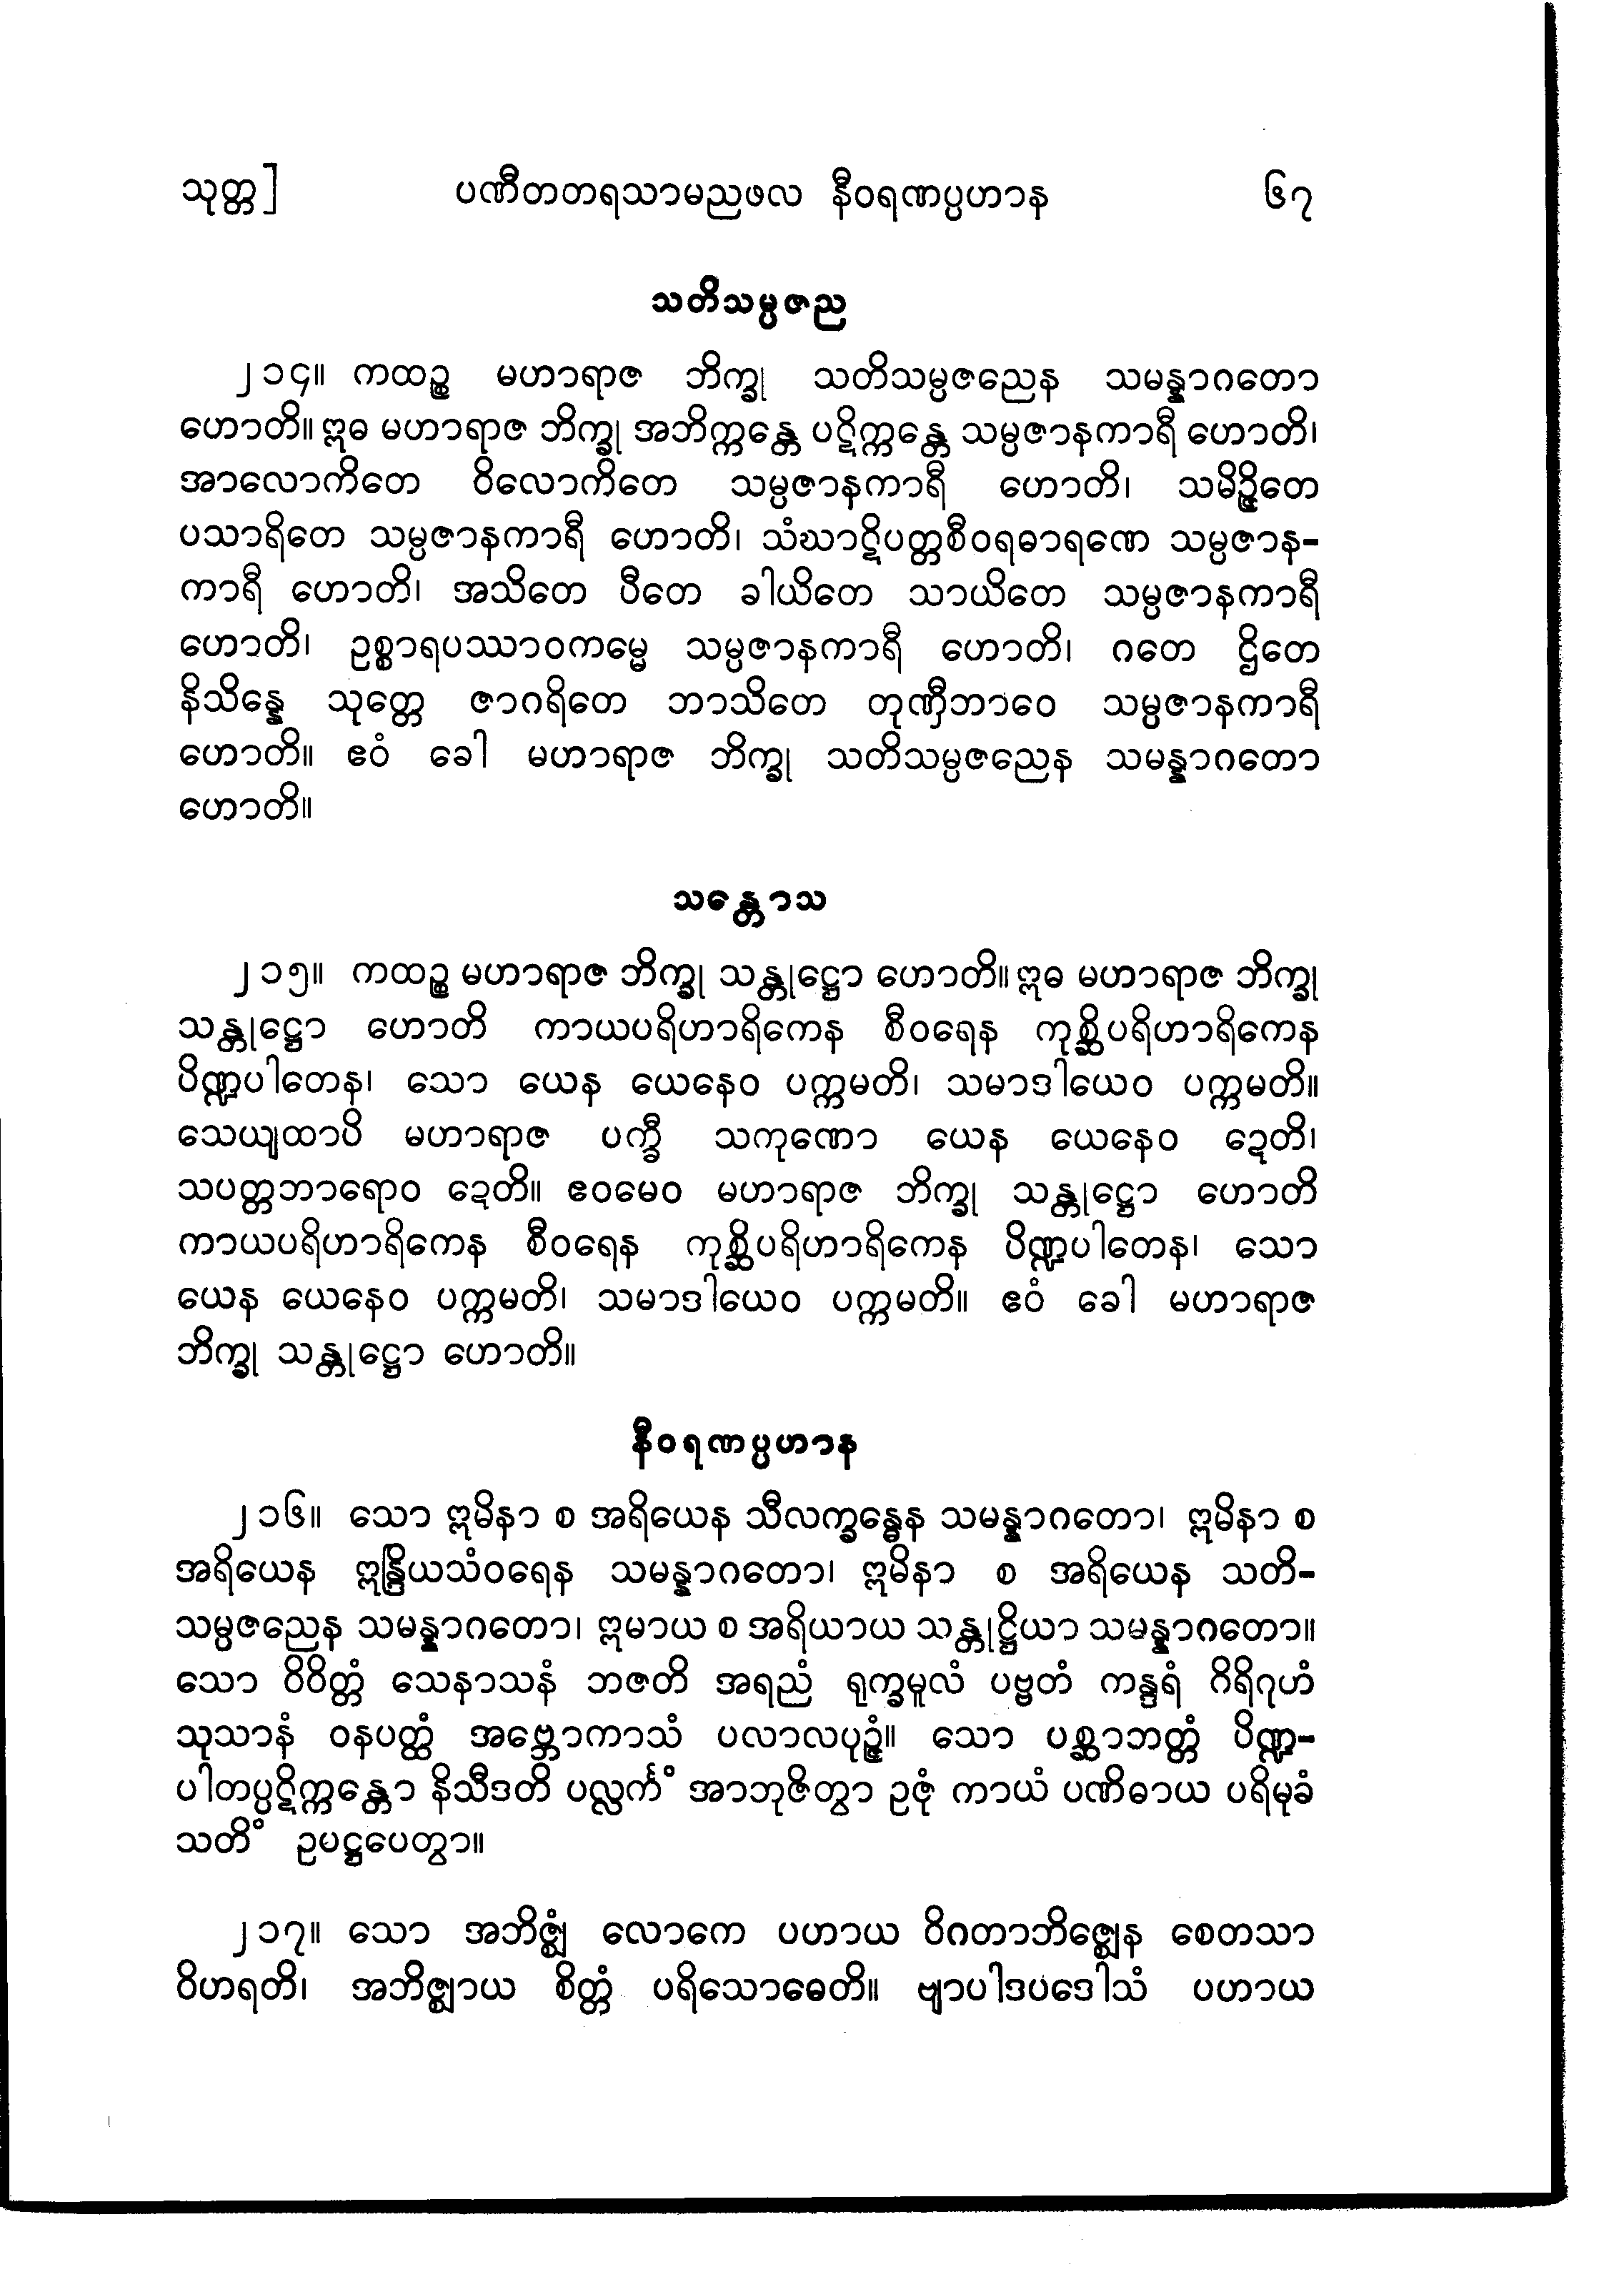 သုတ္တ] ပဏီတတရသာမညဖလ နီဝရဏပ္ပဟာန ၆၇
သတိသမ္ပဇည
၂၁၄။ ကထဉ္စ မဟာရာဇ ဘိက္ခု သတိသမ္ပဇညေန သမန္နာဂတော
ဟောတိ။ ဣဓ မဟာရာဇ ဘိက္ခု အဘိက္ကန္တေ ပဋိက္ကန္တေ သမ္ပဇာနကာရီ ဟောတိ၊
အာလောကိတေ ဝိလောကိတေ သမ္ပဇာနကာရီ ဟောတိ၊ သမိဉ္ဇိတေ
ပသာရိတေ သမ္ပဇာနကာရီ ဟောတိ၊ သံဃာဋိပတ္တစီဝရဓာရဏေ သမ္ပဇာန-
ကာရီ ဟောတိ၊ အသိတေ ပီတေ ခါယိတေ သာယိတေ သမ္ပဇာနကာရီ
ဟောတိ၊ ဥစ္စာရပဿာဝကမ္မေ သမ္ပဇာနကာရီ ဟောတိ၊ ဂတေ ဌိတေ
နိသိန္နေ သုတ္တေ ဇာဂရိတေ ဘာသိတေ တုဏှီဘာဝေ သမ္ပဇာနကာရီ
ဟောတိ။ ဧဝံ ခေါ မဟာရာဇ ဘိက္ခု သတိသမ္ပဇညေန သမန္နာဂတော
ဟောတိ။
သန္တောသ
၂၁၅။ ကထဉ္စ မဟာရာဇ ဘိက္ခု သန္တုဋ္ဌော ဟောတိ။ ဣဓ မဟာရာဇ ဘိက္ခု
သန္တုဋ္ဌော ဟောတိ ကာယပရိဟာရိကေန စီဝရေန ကုစ္ဆိပရိဟာရိကေန
ပိဏ္ဍပါတေန၊ သော ယေန ယေနေဝ ပက္ကမတိ၊ သမာဒါယေဝ ပက္ကမတိ။
သေယျထာပိ မဟာရာဇ ပက္ခီ သကုဏော ယေန ယေနေဝ ဍေတိ၊
သပတ္တဘာရောဝ ဍေတိ။ ဧဝမေဝ မဟာရာဇ ဘိက္ခု သန္တုဋ္ဌော ဟောတိ
ကာယပရိဟာရိကေန စီဝရေန ကုစ္ဆိပရိဟာရိကေန ပိဏ္ဍပါတေန၊ သော
ယေန ယေနေဝ ပက္ကမတိ၊ သမာဒါယေဝ ပက္ကမတိ။ ဧဝံ ခေါ မဟာရာဇ
ဘိက္ခု သန္တုဋ္ဌော ဟောတိ။
နီဝရဏပ္ပဟာန
၂၁၆။ သော ဣမိနာ စ အရိယေန သီလက္ခန္ဓေန သမန္နာဂတော၊ ဣမိနာ စ
အရိယေန ဣန္ဒြိယသံဝရေန သမန္နာဂတော၊ ဣမိနာ စ အရိယေန သတိ-
သမ္ပဇညေန သမန္နာဂတော၊ ဣမာယ စ အရိယာယ သန္တုဋ္ဌိယာ သမန္နာဂတော။
သော ဝိဝိတ္တံ သေနာသနံ ဘဇတိ အရညံ ရုက္ခမူလံ ပဗ္ဗတံ ကန္ဒရံ ဂိရိဂုဟံ
သုသာနံ ဝနပတ္ထံ အဗ္ဘောကာသံ ပလာလပုဉ္ဇံ။ သော ပစ္ဆာဘတ္တံ ပိဏ္ဍ-
ပါတပ္ပဋိက္ကန္တော နိသီဒတိ ပလ္လင်္ကံ အာဘုဇိတွာ ဥဇုံ ကာယံ ပဏိဓာယ ပရိမုခံ
သတိံ ဥပဋ္ဌပေတွာ။
၂၁၇။ သော အဘိဇ္ဈံ လောကေ ပဟာယ ဝိဂတာဘိဇ္ဈေန စေတသာ
ဝိဟရတိ၊ အဘိဇ္ဈာယ စိတ္တံ ပရိသောဓေတိ။ ဗျာပါဒပဒေါသံ ပဟာယ